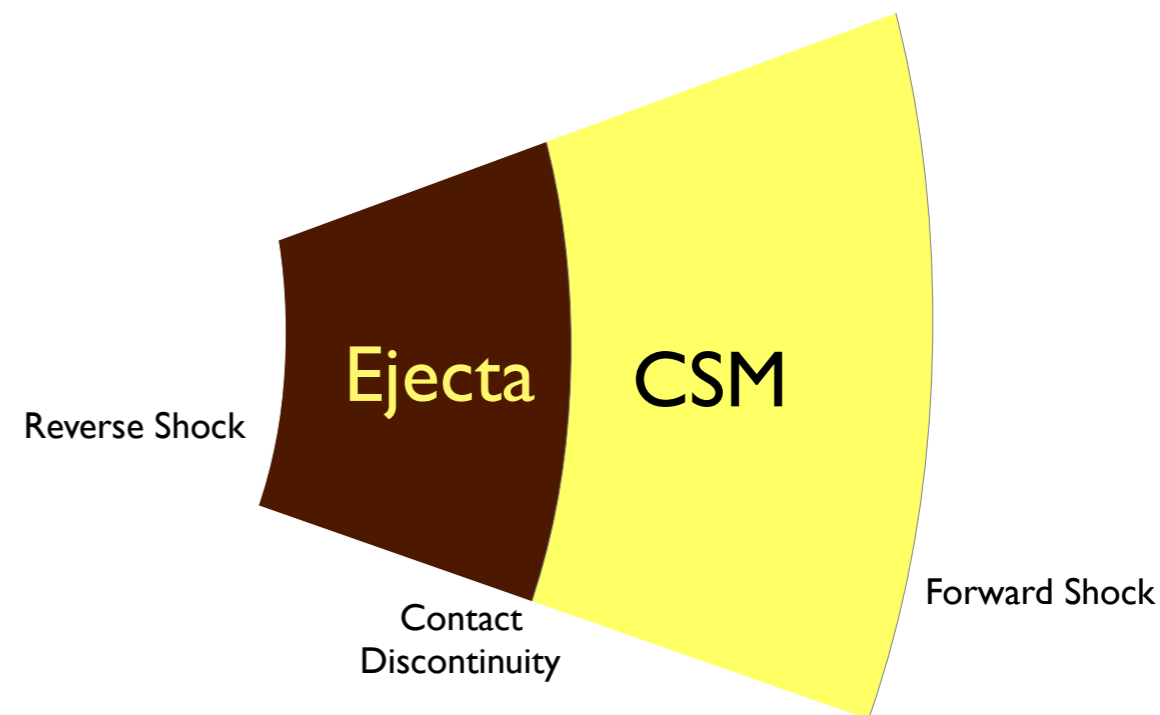 Ejecta
CSM
Reverse Shock
Forward Shock
Contact
Discontinuity